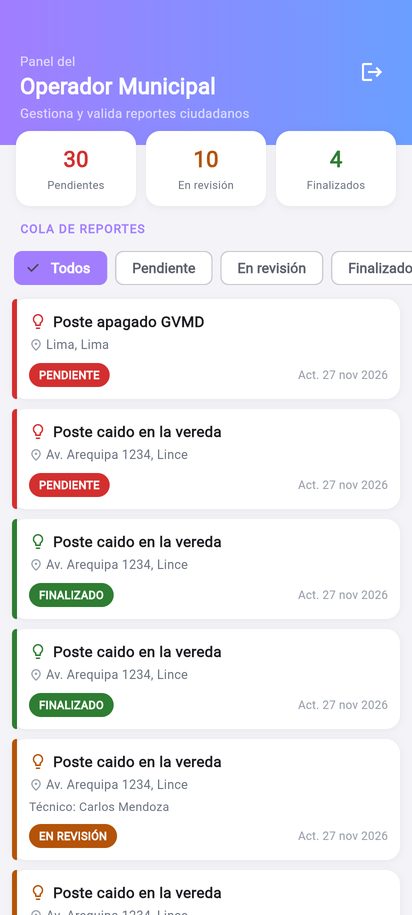 Panel del
Operador Municipal
Gestiona y valida reportes ciudadanos
30
Pendientes
10
En revisión
4
Finalizados
COLA DE REPORTES
Todos
Pendiente
En revisión
Finalizado
Poste apagado GVMD
Lima, Lima
PENDIENTE
Act. 27 nov 2026
Poste caido en la vereda
Av. Arequipa 1234, Lince
PENDIENTE
Act. 27 nov 2026
Poste caido en la vereda
Av. Arequipa 1234, Lince
FINALIZADO
Act. 27 nov 2026
Poste caido en la vereda
Av. Arequipa 1234, Lince
FINALIZADO
Act. 27 nov 2026
Poste caido en la vereda
Av. Arequipa 1234, Lince
Técnico: Carlos Mendoza
EN REVISIÓN
Act. 27 nov 2026
Poste caido en la vereda